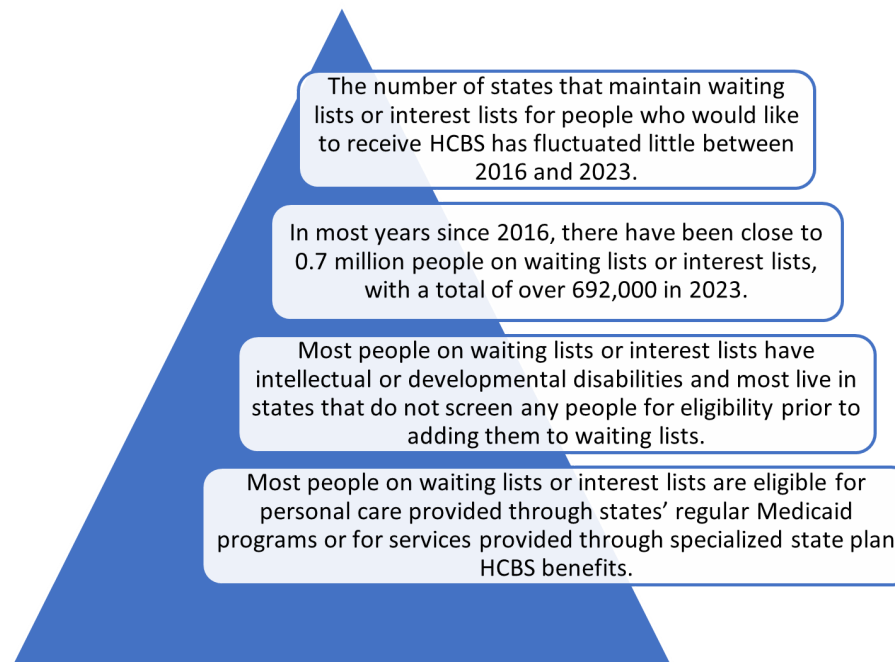 The number of states that maintain waiting
lists or interest lists for people who would like
to receive HCBS has fluctuated little between
2016 and 2023.
In most years since 2016, there have been close to
0.7 million people on waiting lists or interest lists,
with a total of over 692,000 in 2023.
Most people on waiting lists or interest lists have
intellectual or developmental disabilities and most live in
states that do not screen any people for eligibility prior to
adding them to waiting lists.
Most people on waiting lists or interest lists are eligible for
personal care provided through states’ regular Medicaid
programs or for services provided through specialized state plan
HCBS benefits.